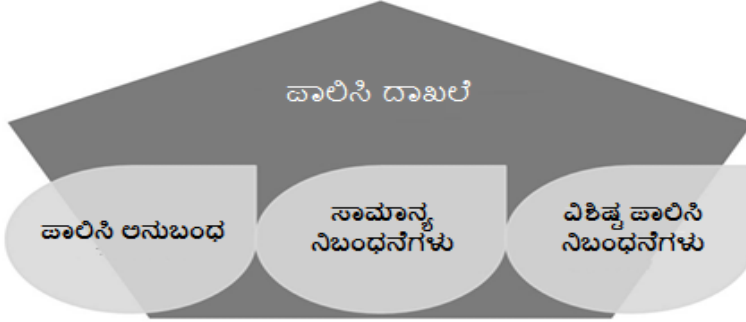 ಪಾಲಿಸಿ ದಾಖಲೆ
ಪಾಲಿಸಿ ಅನುಬಂಧ
ಸಾಮಾನ್ಯ
ನಿಬಂಧನೆಗಳು
ವಿಶಿಷ್ಟ ಪಾಲಿಸಿ
ನಿಬಂಧನೆಗಳು